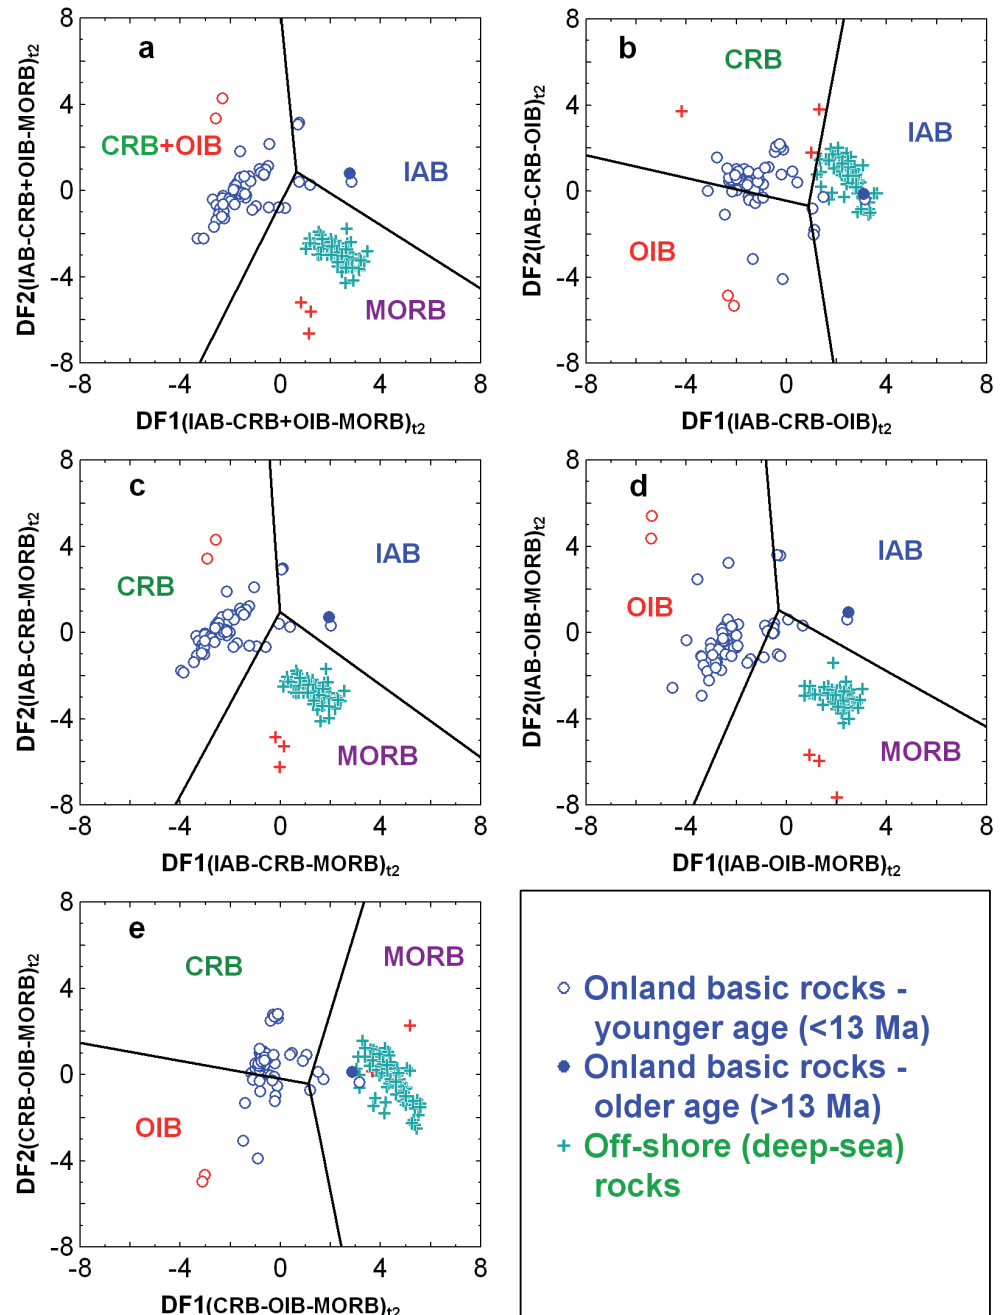 a
CRB+OIB
IAB
MORB
8
4
0
-4
-8
-8
-4
0
4
8
DF2(IAB-CRB+OIB-MORB)t2
DF1(IAB-CRB+OIB-MORB)t2
b
CRB
IAB
OIB
8
4
0
-4
-8
-8
-4
0
4
8
DF2(IAB-CRB-OIB)t2
DF1(IAB-CRB-OIB)t2
c
IAB
CRB
MORB
8
4
0
-4
-8
-8
-4
0
4
8
DF2(IAB-CRB-MORB)t2
DF1(IAB-CRB-MORB)t2
d
IAB
OIB
MORB
8
4
0
-4
-8
-8
-4
0
4
8
DF2(IAB-OIB-MORB)t2
DF1(IAB-OIB-MORB)t2
e
CRB
MORB
OIB
8
4
0
-4
-8
-8
-4
0
4
8
DF2(CRB-OIB-MORB)t2
DF1(CRB-OIB-MORB)t2
Onland basic rocks -
younger age (<13 Ma)
Onland basic rocks -
older age (>13 Ma)
Off-shore (deep-sea)
rocks